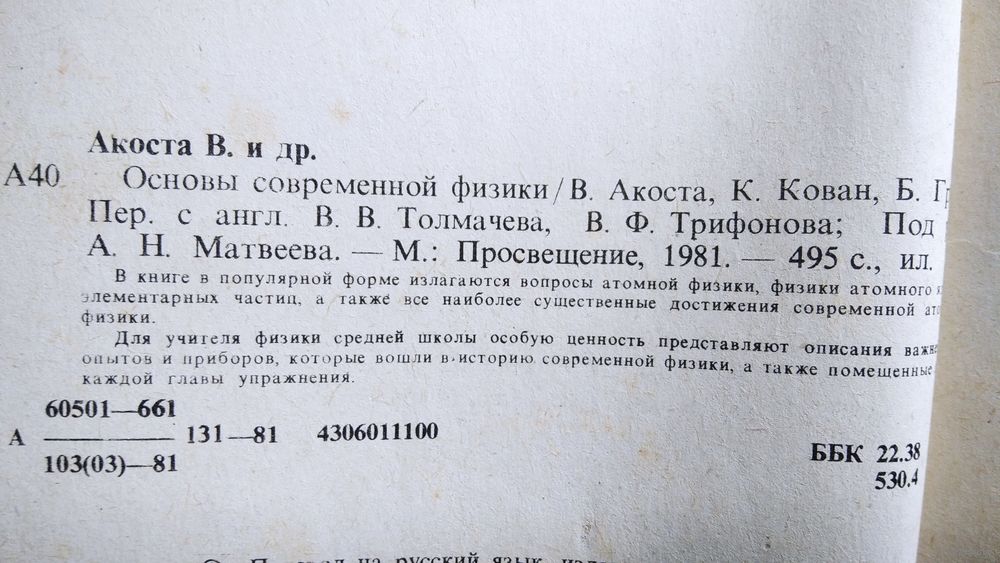 Акоста В. и др.
А40 Основы современной физики/В. Акоста, К. Кован, Б.
Пер. с англ. В. В. Толмачева, В. Ф. Трифонова; Под
А. Н. Матвеева. — М.: Просвещение, 1981. — 495 с., ил.
В книге в популярной форме излагаются вопросы атомной физики, физики атомного
элементарных частиц, а также все наиболее существенные достижения современной
физики.
Для учителя физики средней школы особую ценность представляют описания
опытов и приборов, которые вошли в историю современной физики, а также помещенные
каждой главы упражнения.
60501—661
А 131—81 4306011100
103(03)—81
ББК 22.38
530.4
на русский язык,